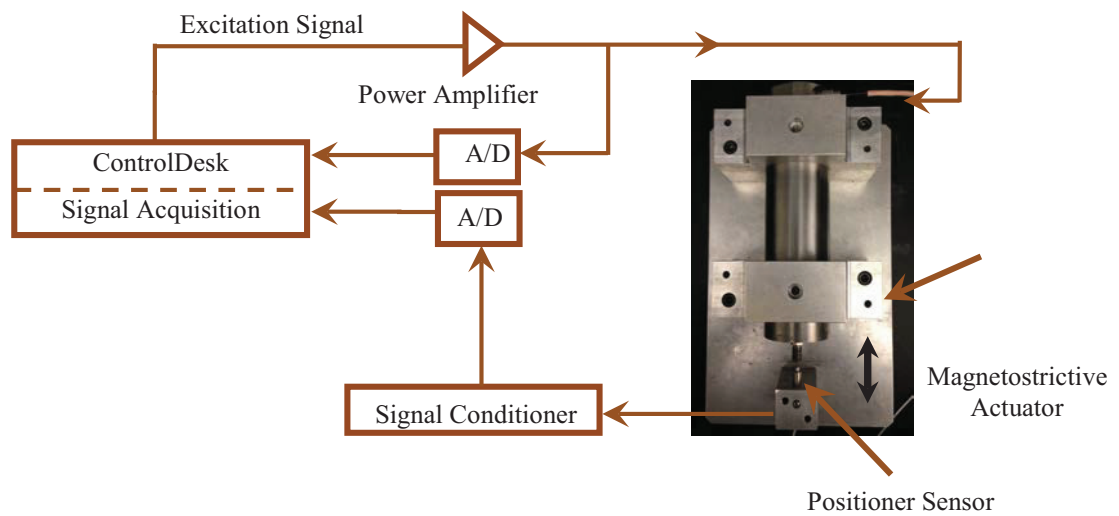 Excitation Signal
Power Amplifier
A/D
ControlDesk
Signal Acquisition
A/D
Magnetostrictive
Actuator
Signal Conditioner
Positioner Sensor